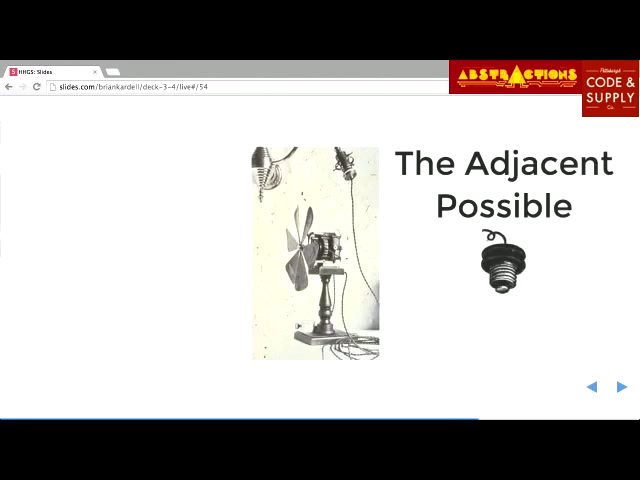 HHGS: Slides
slides.com/briankardell/deck-3-4/live#/54
ABSTRACTIONS
Pittsburgh
CODE &
SUPPLY
Co.
The Adjacent
Possible